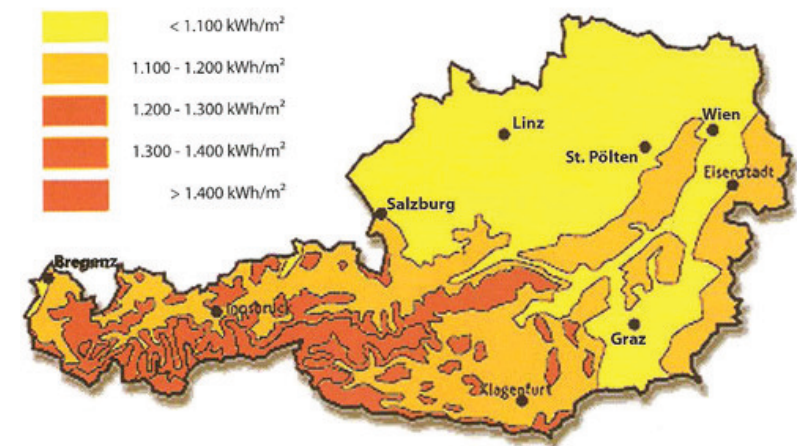 < 1.100 kWh/m²
1.100 - 1.200 kWh/m²
1.200 - 1.300 kWh/m²
1.300 - 1.400 kWh/m²
> 1.400 kWh/m²
Linz
Wien
St. Pölten
Eisenstadt
Salzburg
Bregenz
Innsbruck
Graz
Klagenfurt